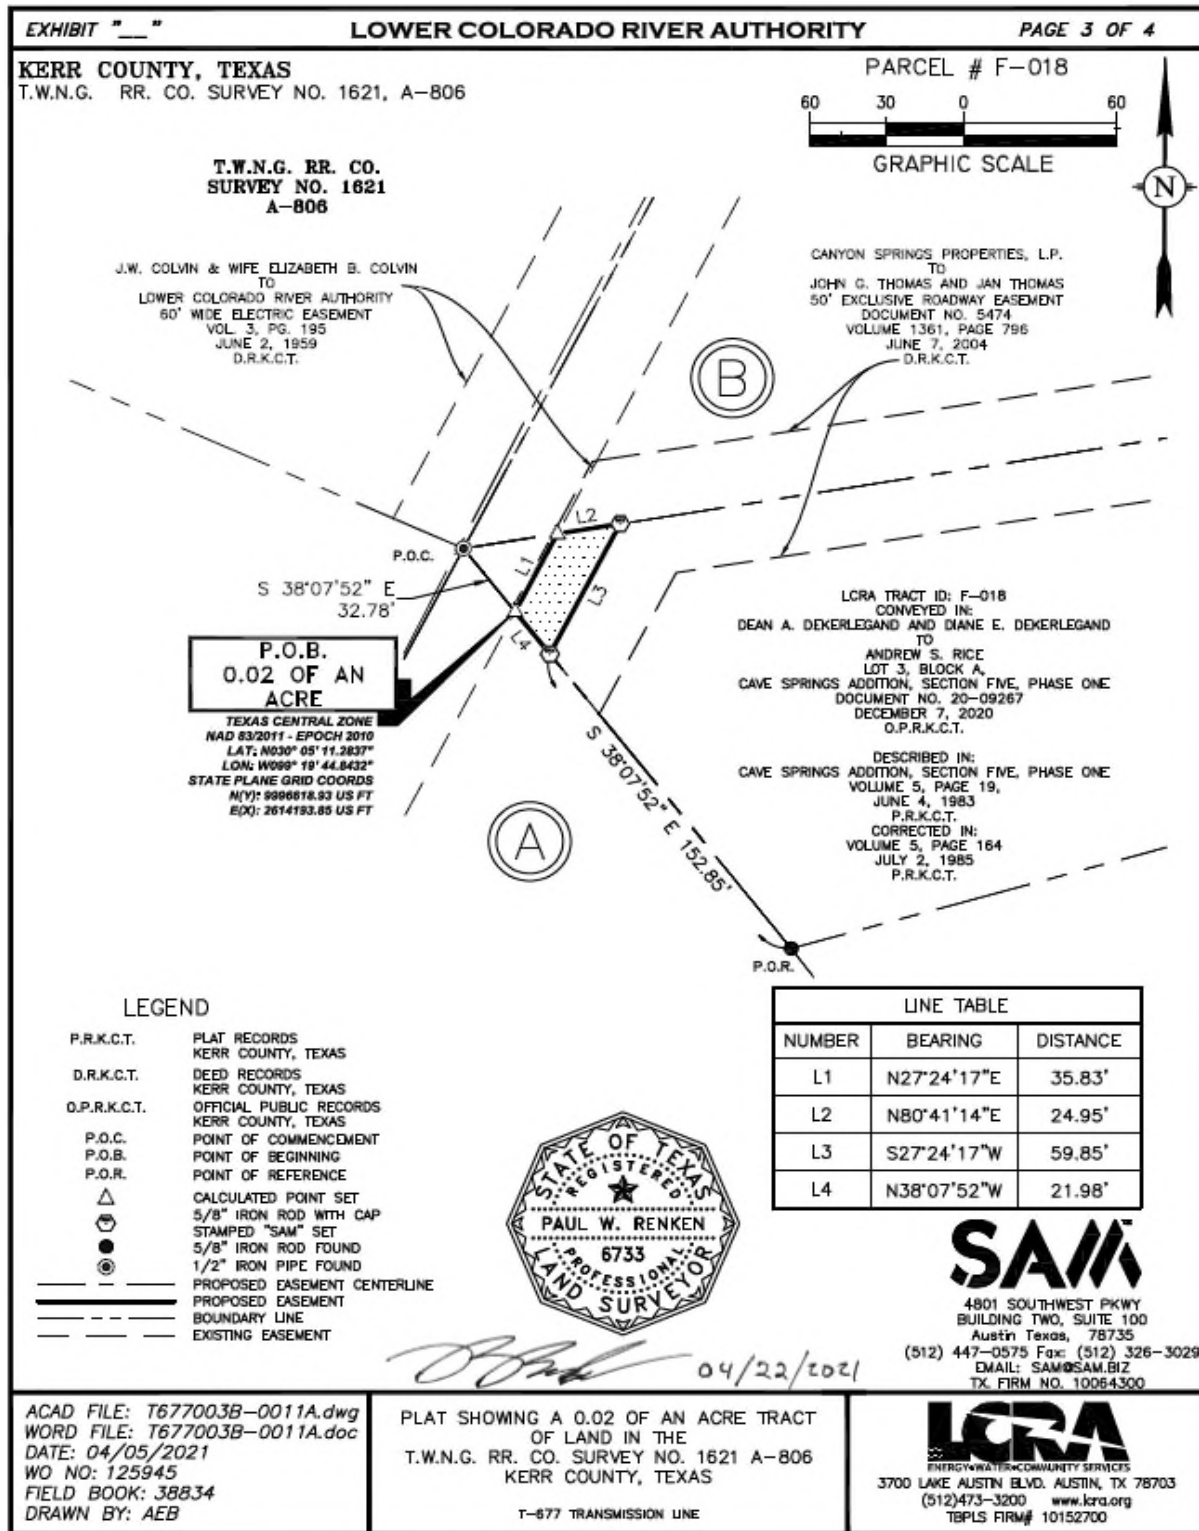 EXHIBIT "__"
LOWER COLORADO RIVER AUTHORITY
PAGE 3 OF 4
KERR COUNTY, TEXAS
T.W.N.G. RR. CO. SURVEY NO. 1621, A-806
PARCEL # F-018
60 30 0 60
GRAPHIC SCALE
N
T.W.N.G. RR. CO.
SURVEY NO. 1621
A-806
J.W. COLVIN & WIFE ELIZABETH B. COLVIN
TO
LOWER COLORADO RIVER AUTHORITY
60' WIDE ELECTRIC EASEMENT
VOL. 3, PG. 195
JUNE 2, 1959
D.R.K.C.T.
CANYON SPRINGS PROPERTIES, L.P.
TO
JOHN G. THOMAS AND JAN THOMAS
50' EXCLUSIVE ROADWAY EASEMENT
DOCUMENT NO. 5474
VOLUME 1361, PAGE 796
JUNE 7, 2004
D.R.K.C.T.
B
L2
P.O.C.
L1
L3
S 38°07'52" E
32.78'
L4
P.O.B.
0.02 OF AN
ACRE
TEXAS CENTRAL ZONE
NAD 83/2011 - EPOCH 2010
LAT: N030° 05' 11.2837"
LON: W099° 19' 44.8432"
STATE PLANE GRID COORDS
N(Y): 9996618.93 US FT
E(X): 2614193.85 US FT
LCRA TRACT ID: F-018
CONVEYED IN:
DEAN A. DEKERLEGAND AND DIANE E. DEKERLEGAND
TO
ANDREW S. RICE
LOT 3, BLOCK A,
CAVE SPRINGS ADDITION, SECTION FIVE, PHASE ONE
DOCUMENT NO. 20-09267
DECEMBER 7, 2020
O.P.R.K.C.T.
DESCRIBED IN:
CAVE SPRINGS ADDITION, SECTION FIVE, PHASE ONE
VOLUME 5, PAGE 19,
JUNE 4, 1983
P.R.K.C.T.
CORRECTED IN:
VOLUME 5, PAGE 164
JULY 2, 1985
P.R.K.C.T.
S 38°07'52" E 152.85'
A
P.O.R.
LEGEND
P.R.K.C.T. PLAT RECORDS
KERR COUNTY, TEXAS
D.R.K.C.T. DEED RECORDS
KERR COUNTY, TEXAS
O.P.R.K.C.T. OFFICIAL PUBLIC RECORDS
KERR COUNTY, TEXAS
P.O.C. POINT OF COMMENCEMENT
P.O.B. POINT OF BEGINNING
P.O.R. POINT OF REFERENCE
CALCULATED POINT SET
5/8" IRON ROD WITH CAP
STAMPED "SAM" SET
5/8" IRON ROD FOUND
1/2" IRON PIPE FOUND
PROPOSED EASEMENT CENTERLINE
PROPOSED EASEMENT
BOUNDARY LINE
EXISTING EASEMENT
LINE TABLE
NUMBER BEARING DISTANCE
L1 N27°24'17"E 35.83'
L2 N80°41'14"E 24.95'
L3 S27°24'17"W 59.85'
L4 N38°07'52"W 21.98'
STATE OF TEXAS
REGISTERED
PAUL W. RENKEN
6733
PROFESSIONAL
LAND SURVEYOR
04/22/2021
SAM
4801 SOUTHWEST PKWY
BUILDING TWO, SUITE 100
Austin Texas, 78735
(512) 447-0575 Fax: (512) 326-3029
EMAIL: SAM@SAM.BIZ
TX. FIRM NO. 10064300
ACAD FILE: T677003B-0011A.dwg
WORD FILE: T677003B-0011A.doc
DATE: 04/05/2021
WO NO: 125945
FIELD BOOK: 38834
DRAWN BY: AEB
PLAT SHOWING A 0.02 OF AN ACRE TRACT
OF LAND IN THE
T.W.N.G. RR. CO. SURVEY NO. 1621 A-806
KERR COUNTY, TEXAS
T-677 TRANSMISSION LINE
LCRA
ENERGY•WATER•COMMUNITY SERVICES
3700 LAKE AUSTIN BLVD. AUSTIN, TX 78703
(512)473-3200 www.lcra.org
TBPLS FIRM# 10152700